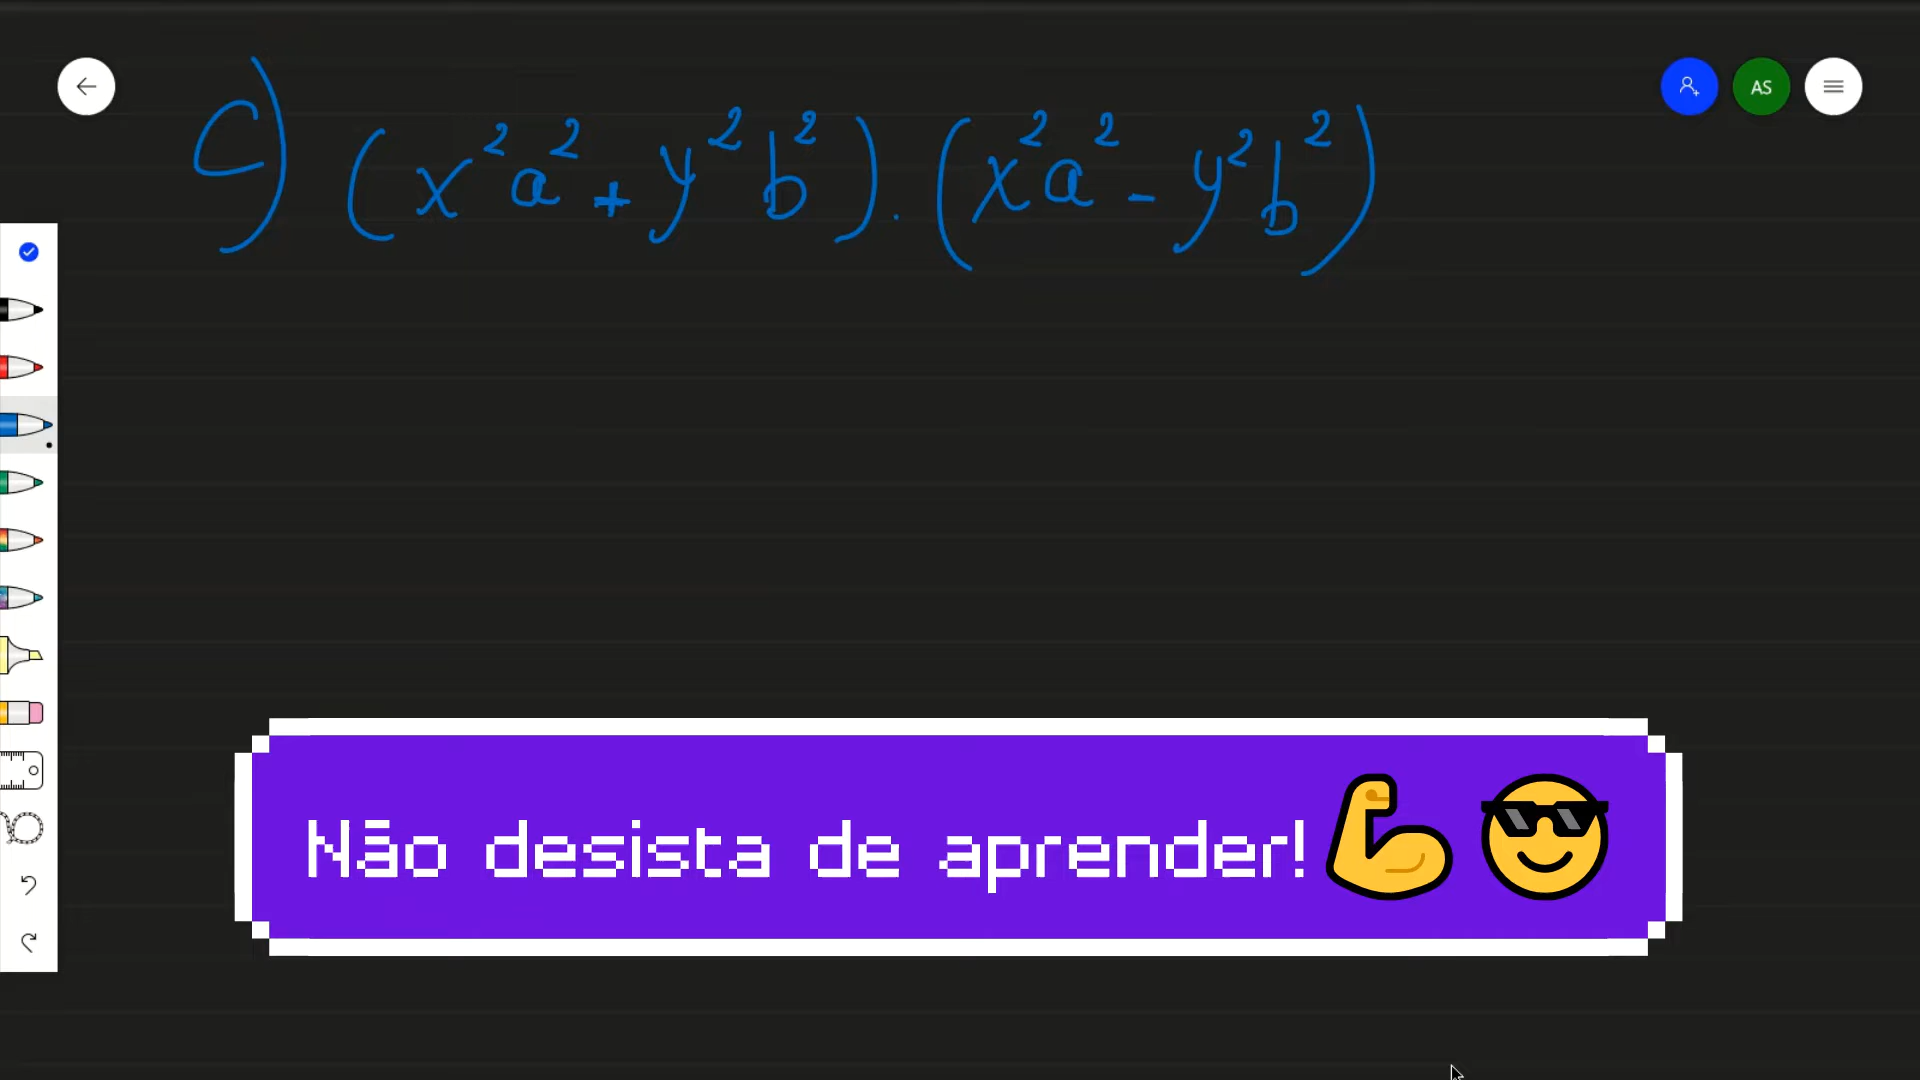 C) (x²a² + y²b²) . (x²a² - y²b²)
AS
Não desista de aprender!💪 😎